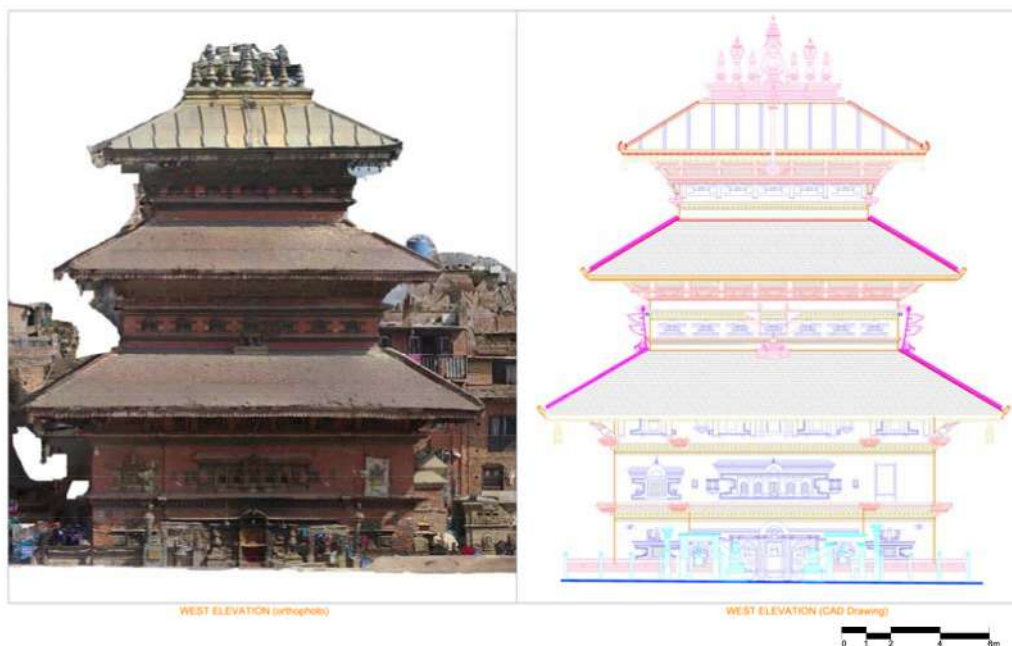 WEST ELEVATION (orthophoto)
WEST ELEVATION (CAD Drawing)
0 1 2 4 6m